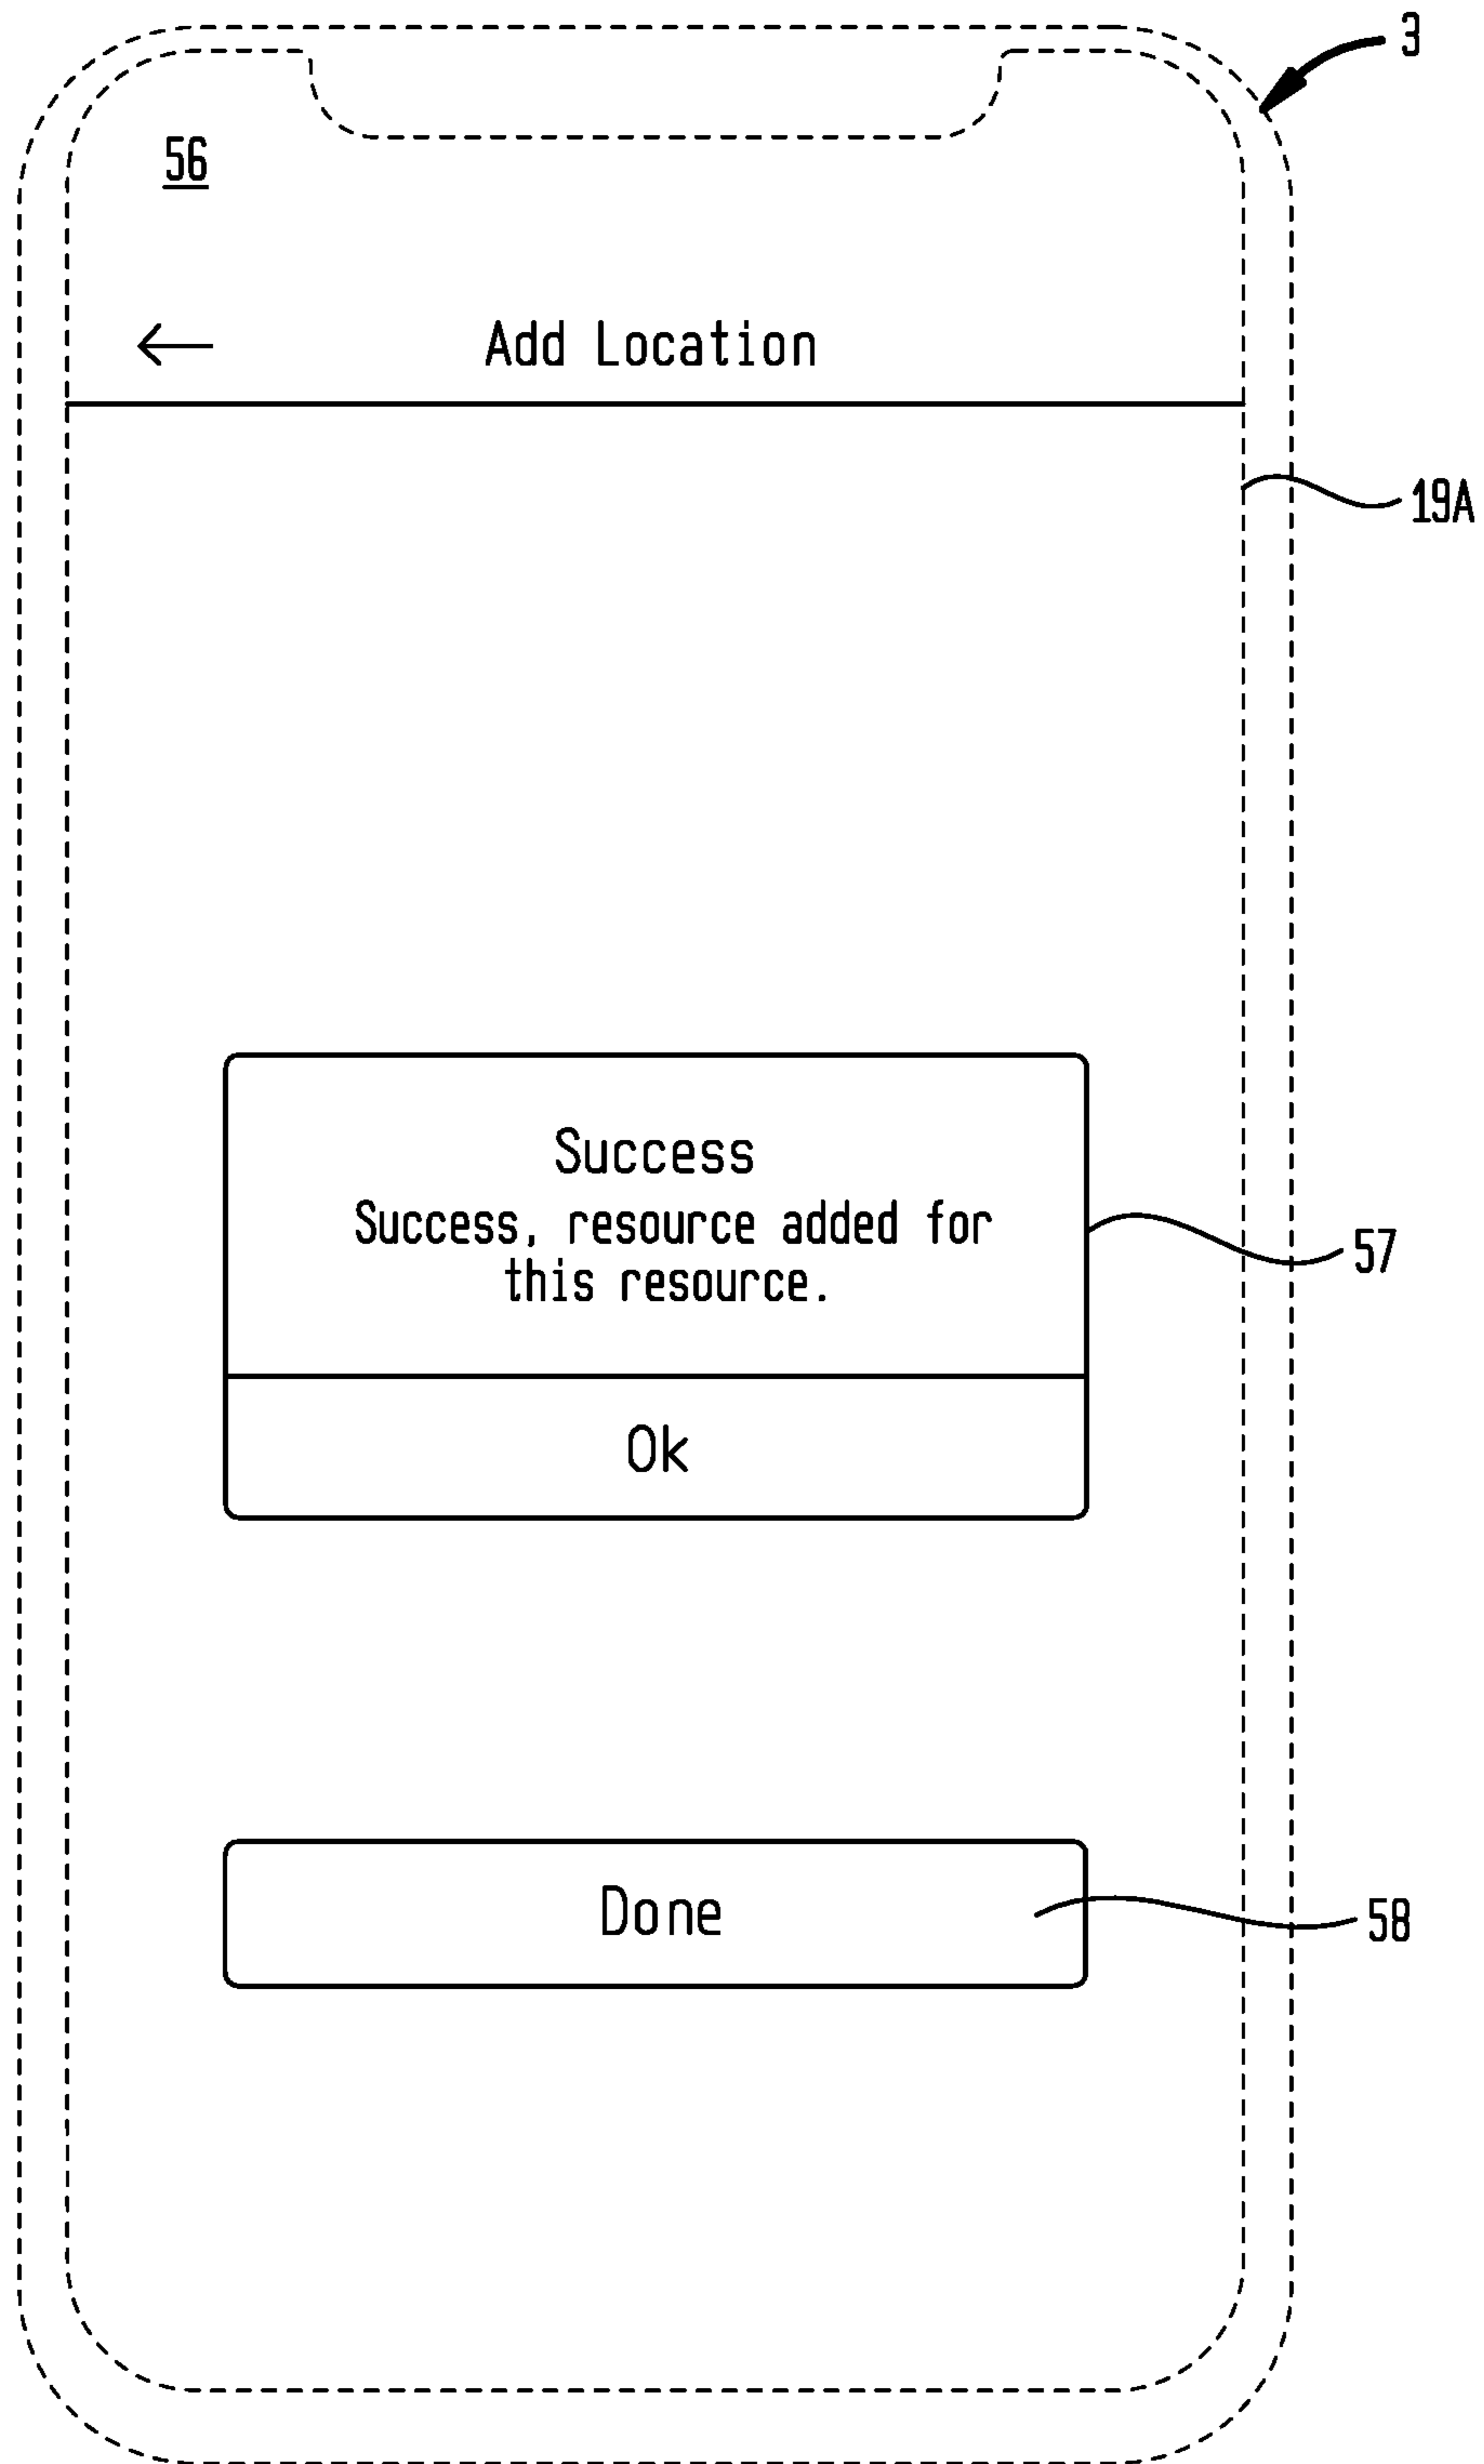 3
56
Add Location
19A
Success
Success, resource added for
this resource.
57
Ok
Done
58